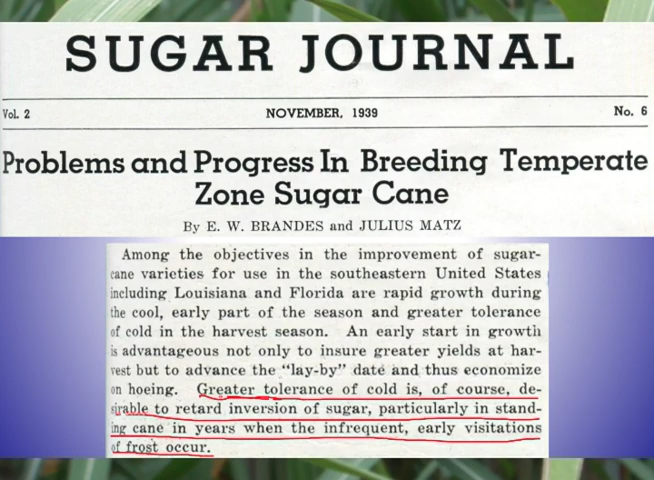 SUGAR JOURNAL
Vol. 2 NOVEMBER, 1939 No. 6
Problems and Progress In Breeding Temperate
Zone Sugar Cane
By E. W. BRANDES and JULIUS MATZ
Among the objectives in the improvement of sugar-
cane varieties for use in the southeastern United States
including Louisiana and Florida are rapid growth during
the cool, early part of the season and greater tolerance
of cold in the harvest season. An early start in growth
is advantageous not only to insure greater yields at har-
vest but to advance the "lay-by" date and thus economize
on hoeing. Greater tolerance of cold is, of course, de-
sirable to retard inversion of sugar, particularly in stand-
ing cane in years when the infrequent, early visitations
of frost occur.